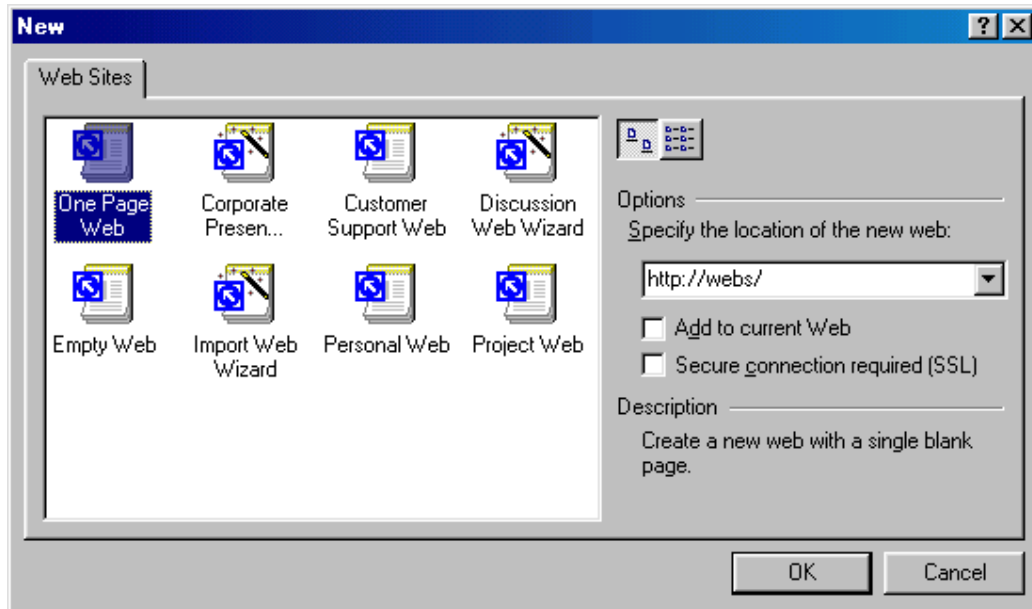 New
Web Sites
One Page
Web
Corporate
Presen...
Customer
Support Web
Discussion
Web Wizard
Empty Web
Import Web
Wizard
Personal Web
Project Web
Options
Specify the location of the new web:
http://webs/
Add to current Web
Secure connection required (SSL)
Description
Create a new web with a single blank
page.
OK
Cancel